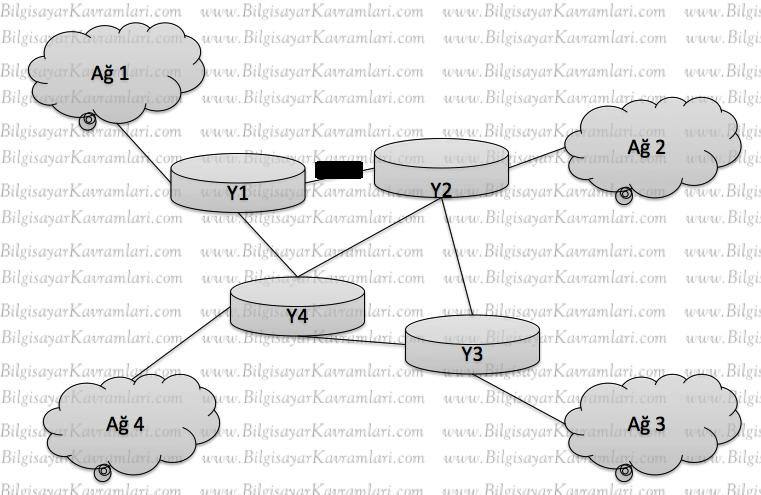 Ağ 1
Ağ 2
Y1
Y2
Y4
Y3
Ağ 4
Ağ 3
www.BilgisayarKavramlari.com